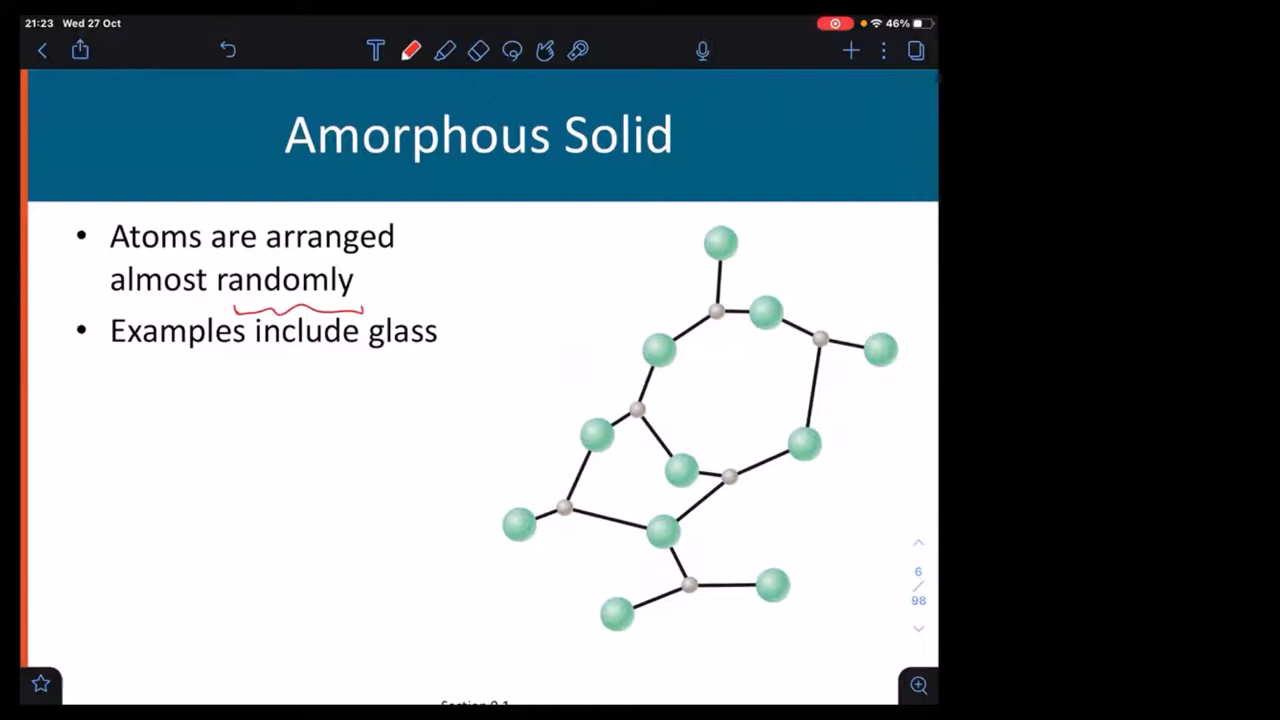 21:23 Wed 27 Oct
46%
Amorphous Solid
• Atoms are arranged
almost randomly
• Examples include glass
6
/
98